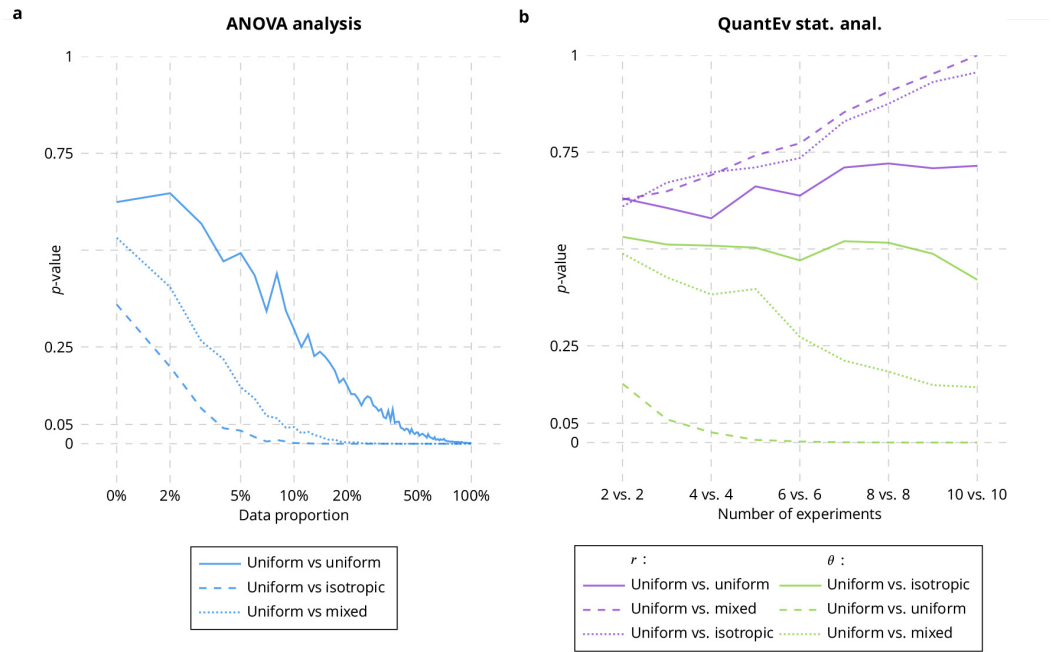 a
ANOVA analysis
1
0.75
0.25
0.05
0
p-value
0% 2% 5% 10% 20% 50% 100%
Data proportion
Uniform vs uniform
Uniform vs isotropic
Uniform vs mixed
b
QuantEv stat. anal.
1
0.75
0.25
0.05
0
p-value
2 vs. 2 4 vs. 4 6 vs. 6 8 vs. 8 10 vs. 10
Number of experiments
r : θ :
Uniform vs. uniform Uniform vs. isotropic
Uniform vs. mixed Uniform vs. uniform
Uniform vs. isotropic Uniform vs. mixed